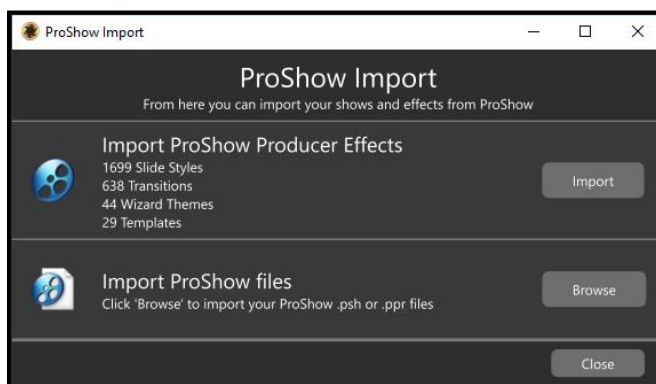 ProShow Import
ProShow Import
From here you can import your shows and effects from ProShow
Import ProShow Producer Effects
1699 Slide Styles
638 Transitions
44 Wizard Themes
29 Templates
Import
Import ProShow files
Click 'Browse' to import your ProShow .psh or .ppr files
Browse
Close